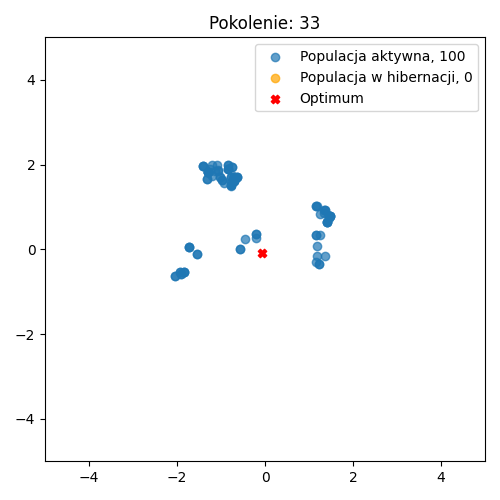 Pokolenie: 33
Populacja aktywna, 100
Populacja w hibernacji, 0
Optimum
4
2
0
−2
−4
−4
−2
0
2
4